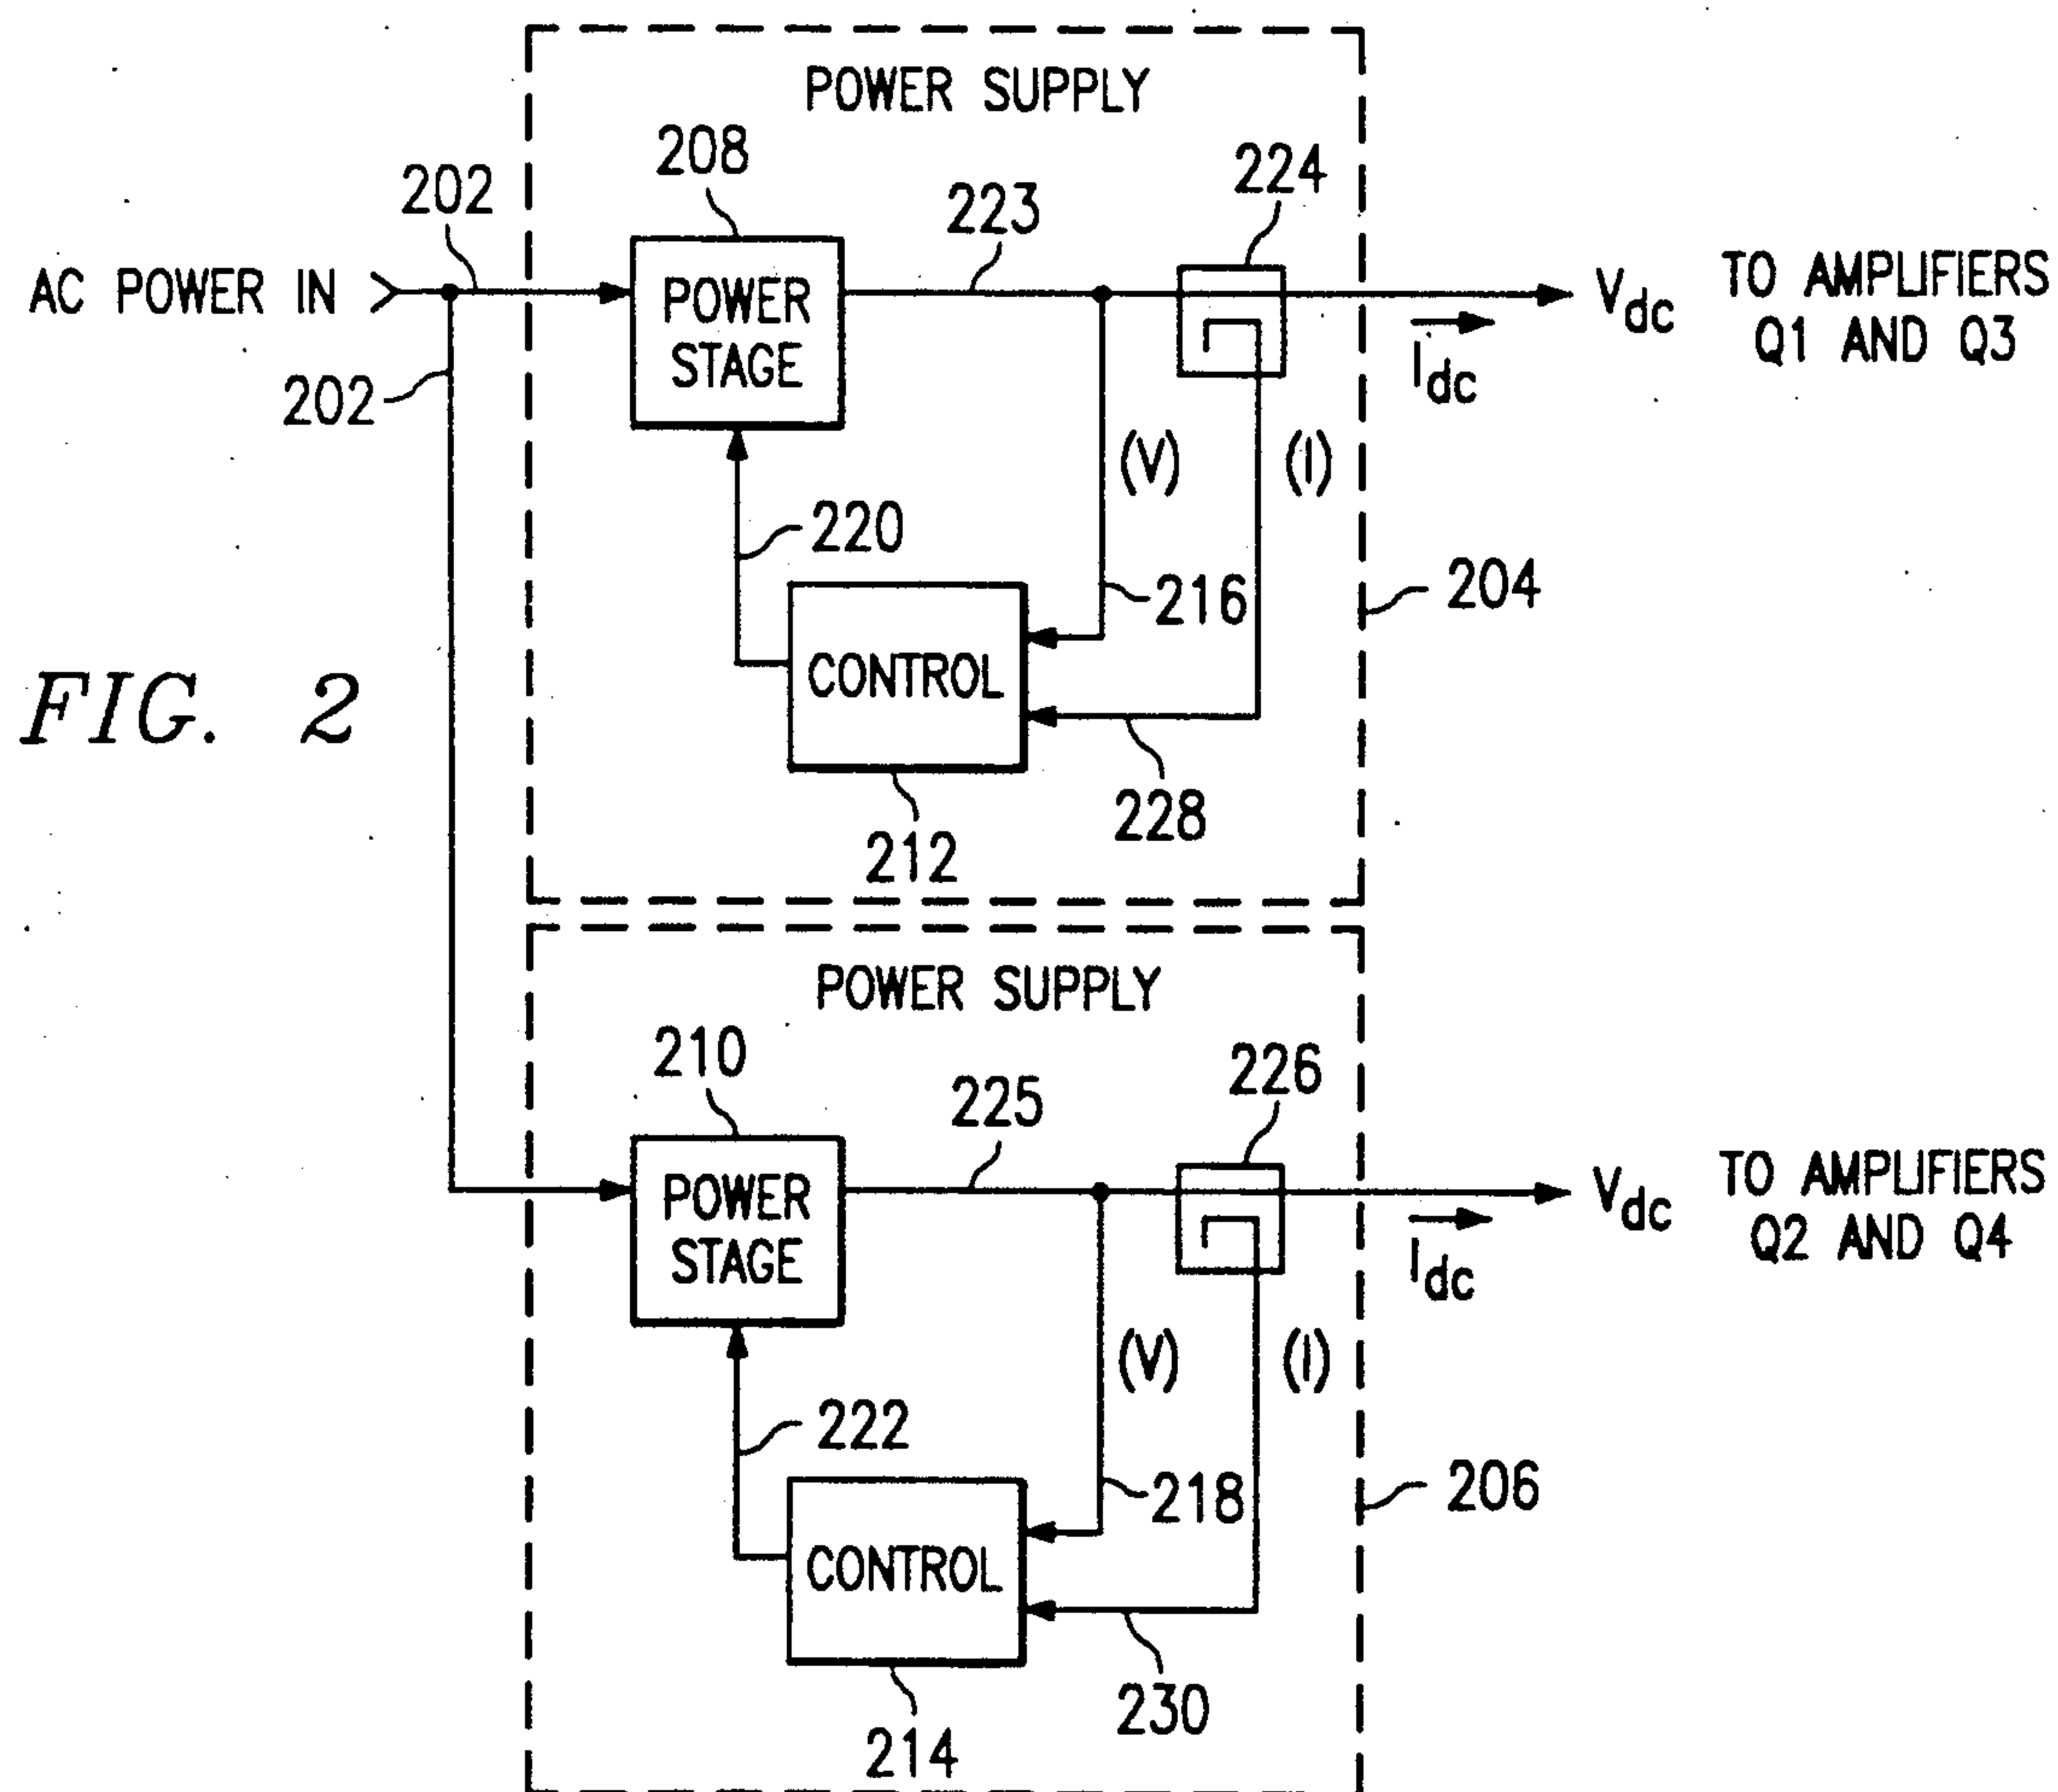 POWER SUPPLY
208
224
202
223
AC POWER IN
POWER
STAGE
Vdc
TO AMPLIFIERS
Q1 AND Q3
Idc
202
(V)
(I)
220
216
204
CONTROL
FIG. 2
228
212
POWER SUPPLY
210
226
225
POWER
STAGE
Vdc
TO AMPLIFIERS
Q2 AND Q4
Idc
(V)
(I)
222
218
206
CONTROL
230
214